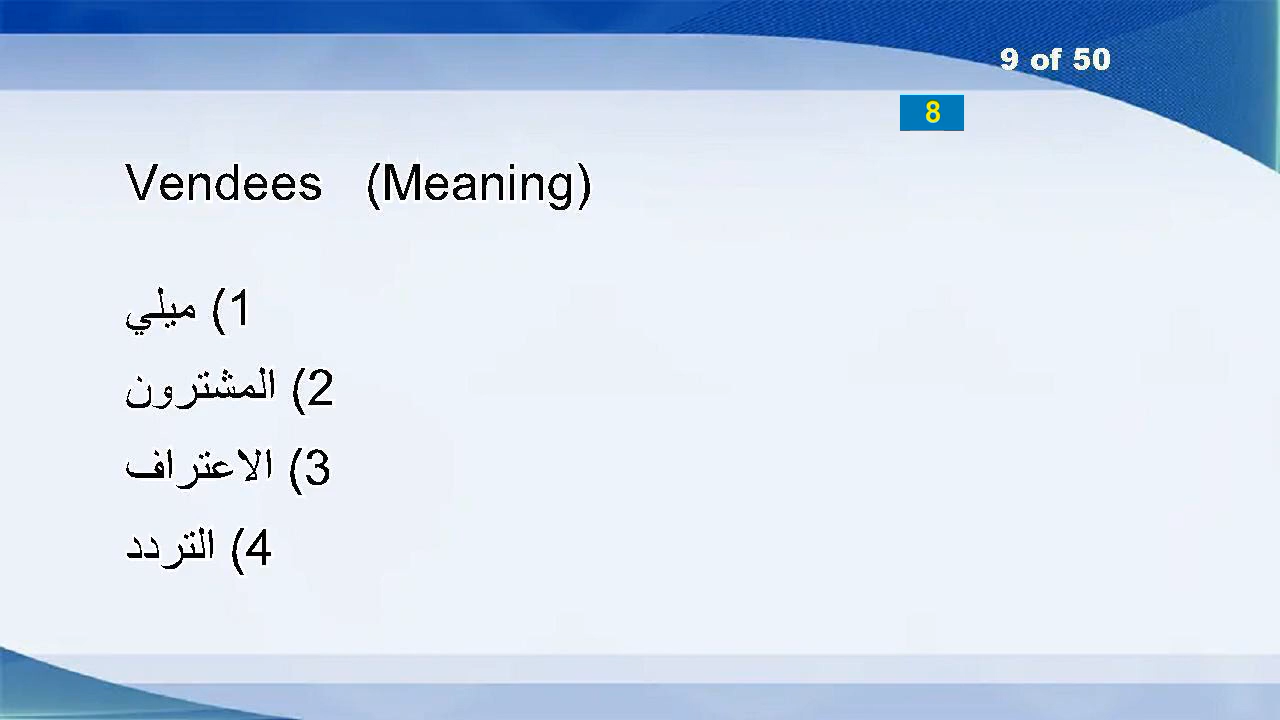 9 of 50
8
Vendees (Meaning)
1) ميلي
2) المشترون
3) الاعتراف
4) التردد